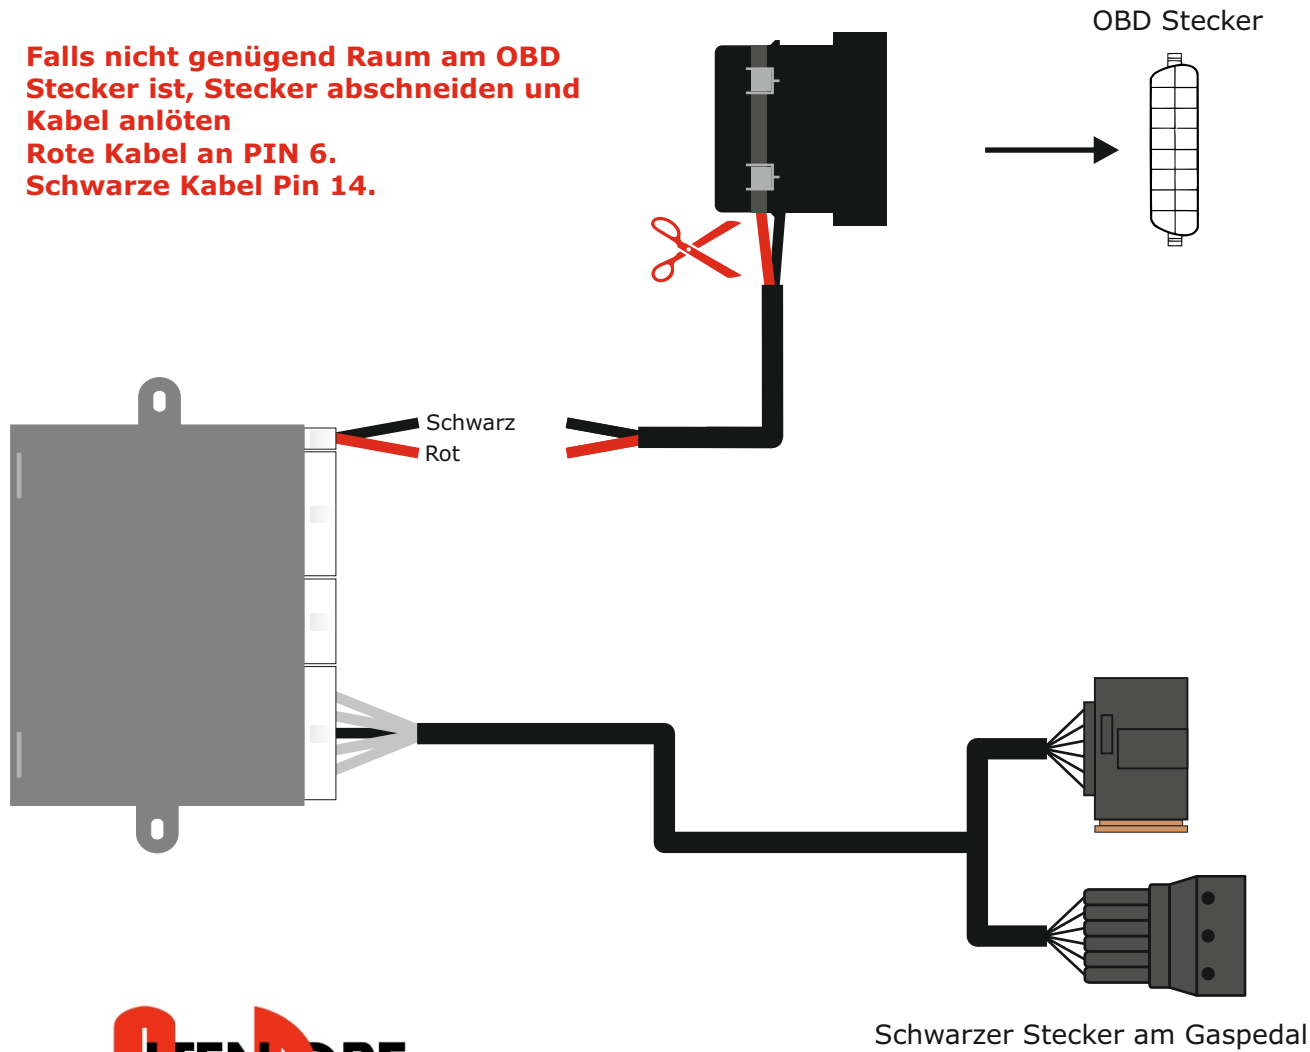 OBD Stecker
Falls nicht genügend Raum am OBD
Stecker ist, Stecker abschneiden und
Kabel anlöten
Rote Kabel an PIN 6.
Schwarze Kabel Pin 14.
Schwarz
Rot
Schwarzer Stecker am Gaspedal